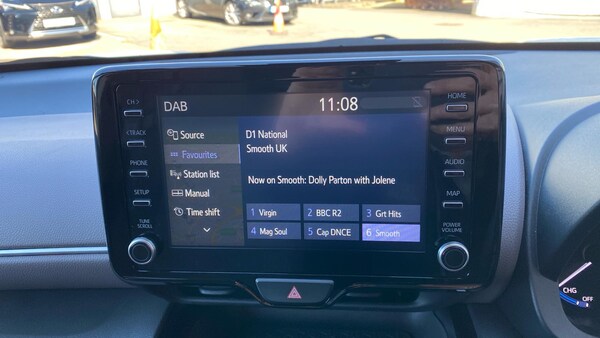 DAB
11:08
CH >
< TRACK
PHONE
SETUP
TUNE
SCROLL
HOME
MENU
AUDIO
MAP
POWER
VOLUME
Source
Favourites
Station list
Manual
Time shift
D1 National
Smooth UK
Now on Smooth: Dolly Parton with Jolene
1 Virgin
2 BBC R2
3 Grt Hits
4 Mag Soul
5 Cap DNCE
6 Smooth
CHG
OFF